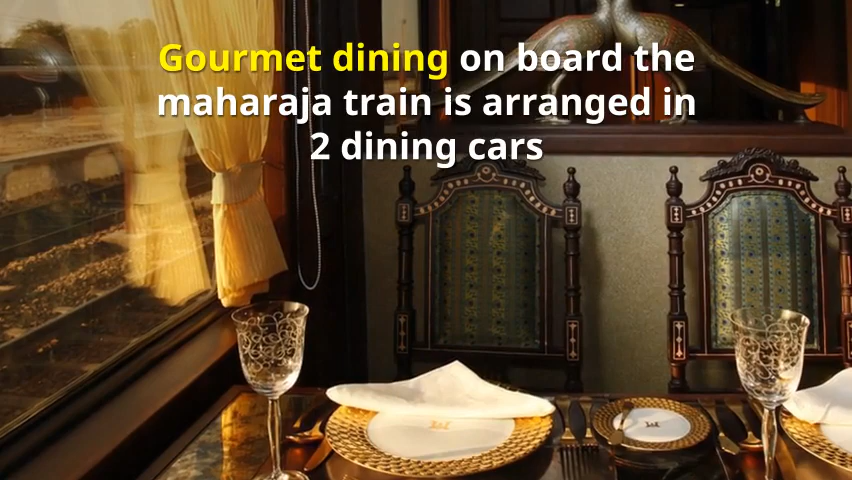 Gourmet dining on board the
maharaja train is arranged in
2 dining cars